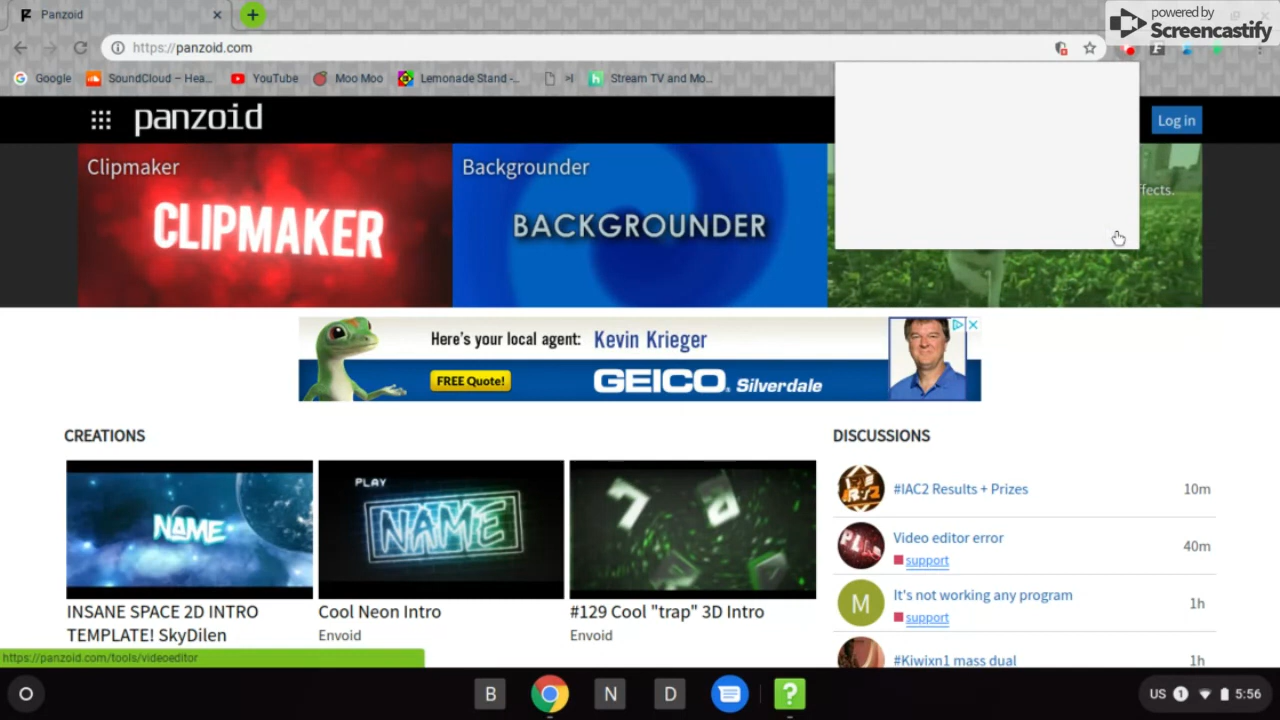 Panzoid
powered by
Screencastify
https://panzoid.com
Google
SoundCloud – Hea...
YouTube
Moo Moo
Lemonade Stand -...
Stream TV and Mo...
panzoid
Log in
Clipmaker
CLIPMAKER
Backgrounder
BACKGROUNDER
ffects.
Here's your local agent: Kevin Krieger
FREE Quote!
GEICO. Silverdale
CREATIONS
DISCUSSIONS
NAME
PLAY
NAME
INSANE SPACE 2D INTRO
TEMPLATE! SkyDilen
Cool Neon Intro
Envoid
#129 Cool "trap" 3D Intro
Envoid
#IAC2 Results + Prizes
10m
Video editor error
support
40m
M
It's not working any program
support
1h
#Kiwixn1 mass dual
1h
https://panzoid.com/tools/videoeditor
B
N
D
?
US 1 5:56